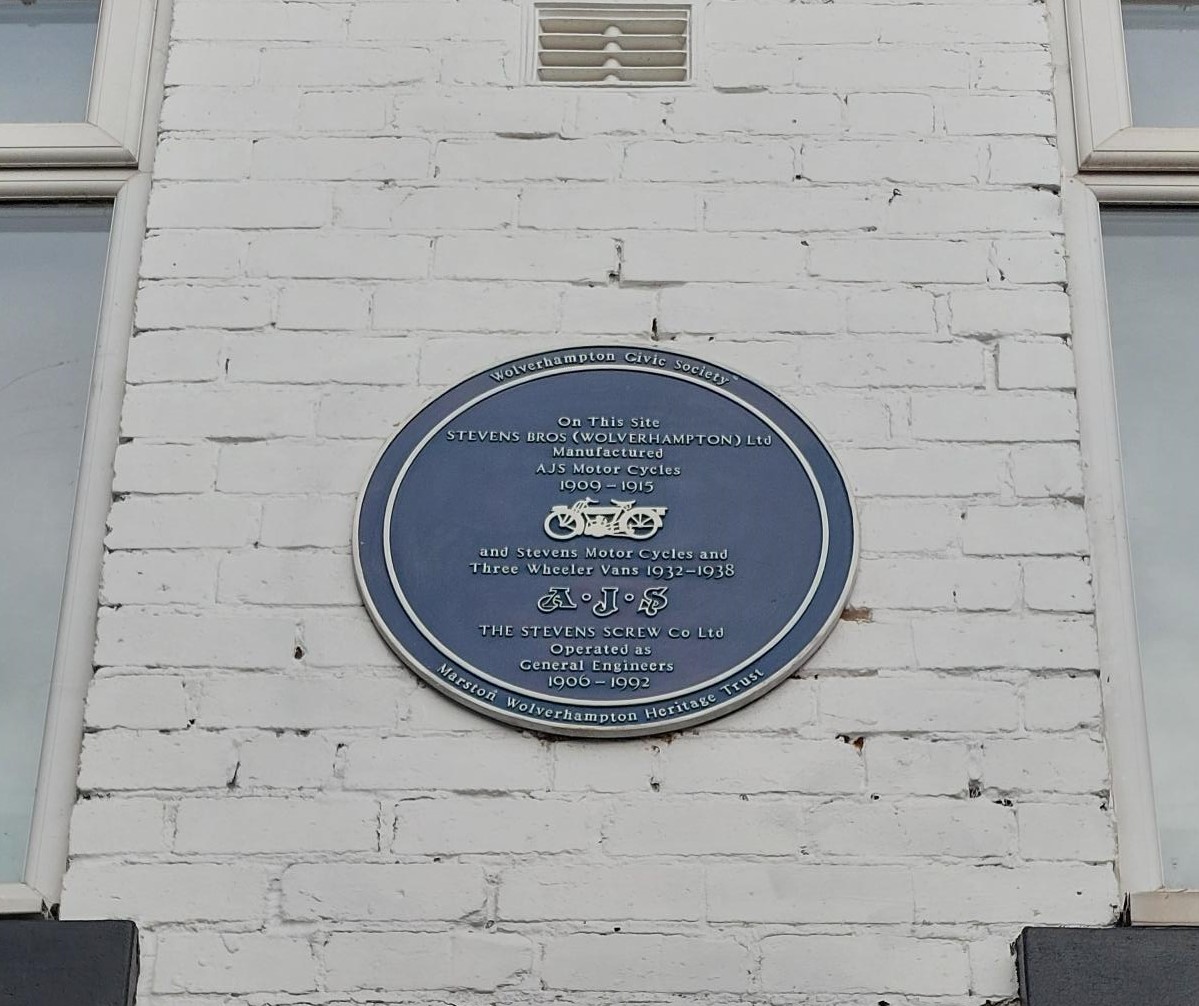 Wolverhampton Civic Society
On This Site
STEVENS BROS (WOLVERHAMPTON) Ltd
Manufactured
AJS Motor Cycles
1909 – 1915
and Stevens Motor Cycles and
Three Wheeler Vans 1932–1938
A·J·S
THE STEVENS SCREW Co Ltd
Operated as
General Engineers
1906 – 1992
Marston Wolverhampton Heritage Trust